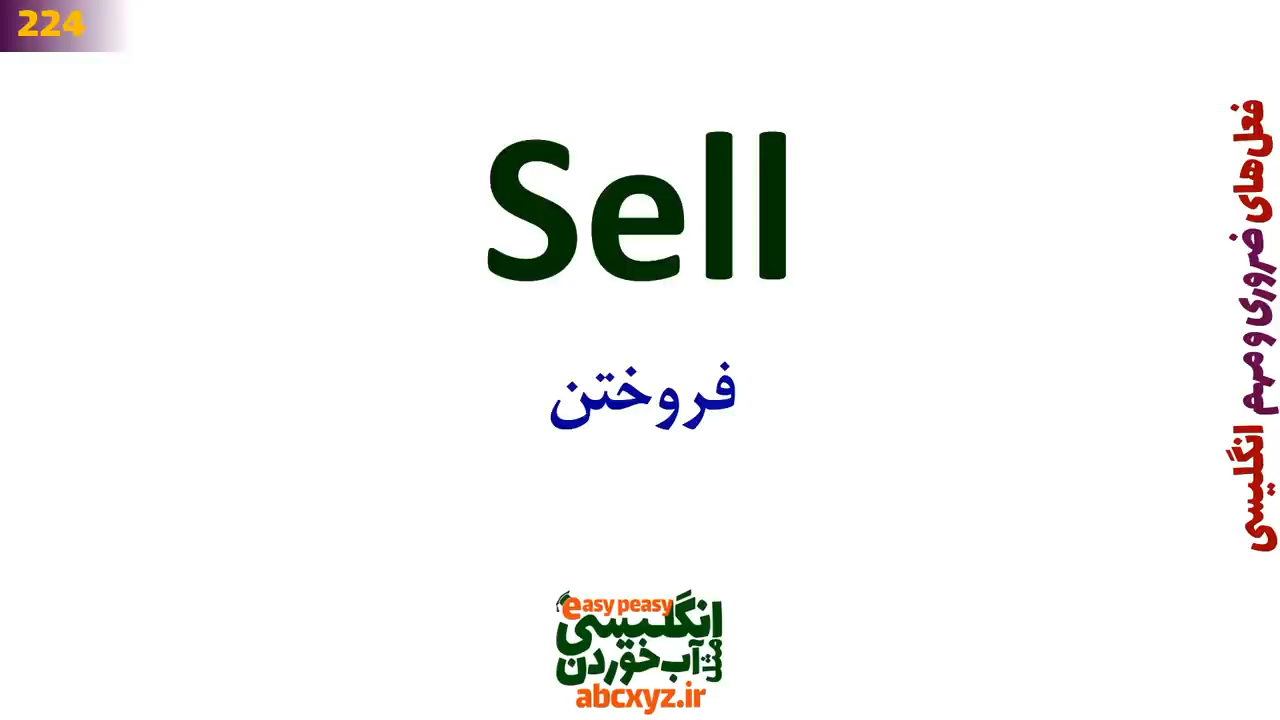 224
Sell
فروختن
فعل‌های ضروری و مهم انگلیسی
easy peasy
انگلیسی
مثل آب خوردن
abcxyz.ir